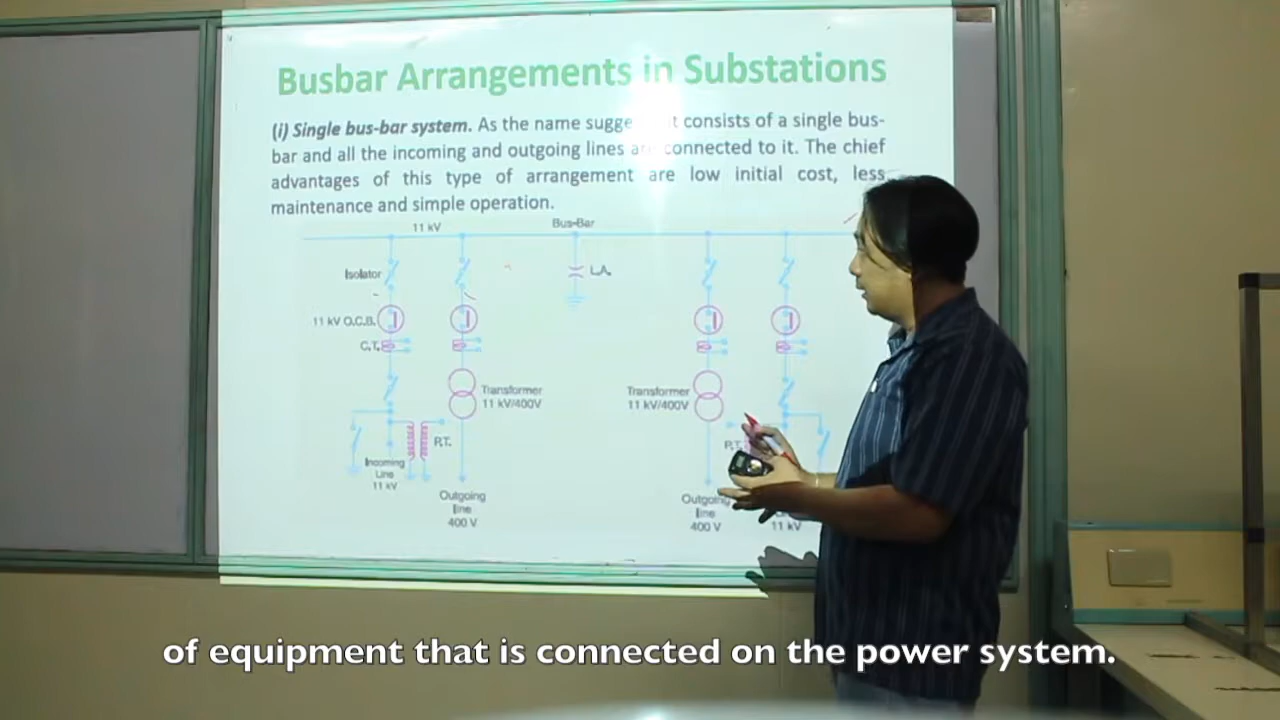 Busbar Arrangements in Substations
(i) Single bus-bar system. As the name sugge t consists of a single bus-
bar and all the incoming and outgoing lines are connected to it. The chief
advantages of this type of arrangement are low initial cost, less
maintenance and simple operation.
11 kV
Bus-Bar
Isolator
L.A.
11 kV O.C.B.
C.T.
Transformer
11 kV/400V
Transformer
11 kV/400V
P.T.
P.T.
Incoming
Line
11 kV
Outgoing
line
400 V
Outgoing
line
400 V
11 kV
of equipment that is connected on the power system.